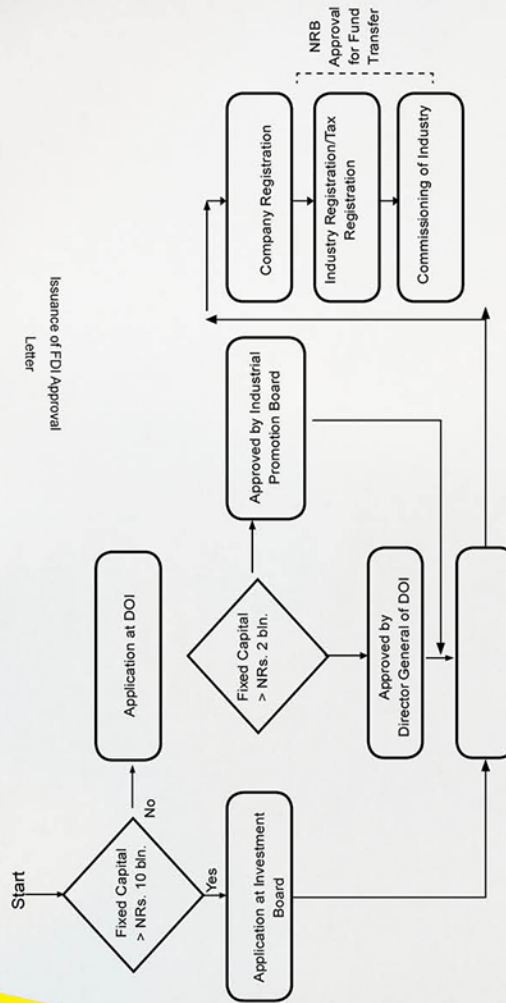 Start
Fixed Capital
> NRs. 10 bln.
No
Yes
Application at DOI
Application at Investment
Board
Fixed Capital
> NRs. 2 bln.
Approved by Industrial
Promotion Board
Approved by
Director General of DOI
Issuance of FDI Approval
Letter
Company Registration
Industry Registration/Tax
Registration
Commissioning of Industry
NRB
Approval
for Fund
Transfer